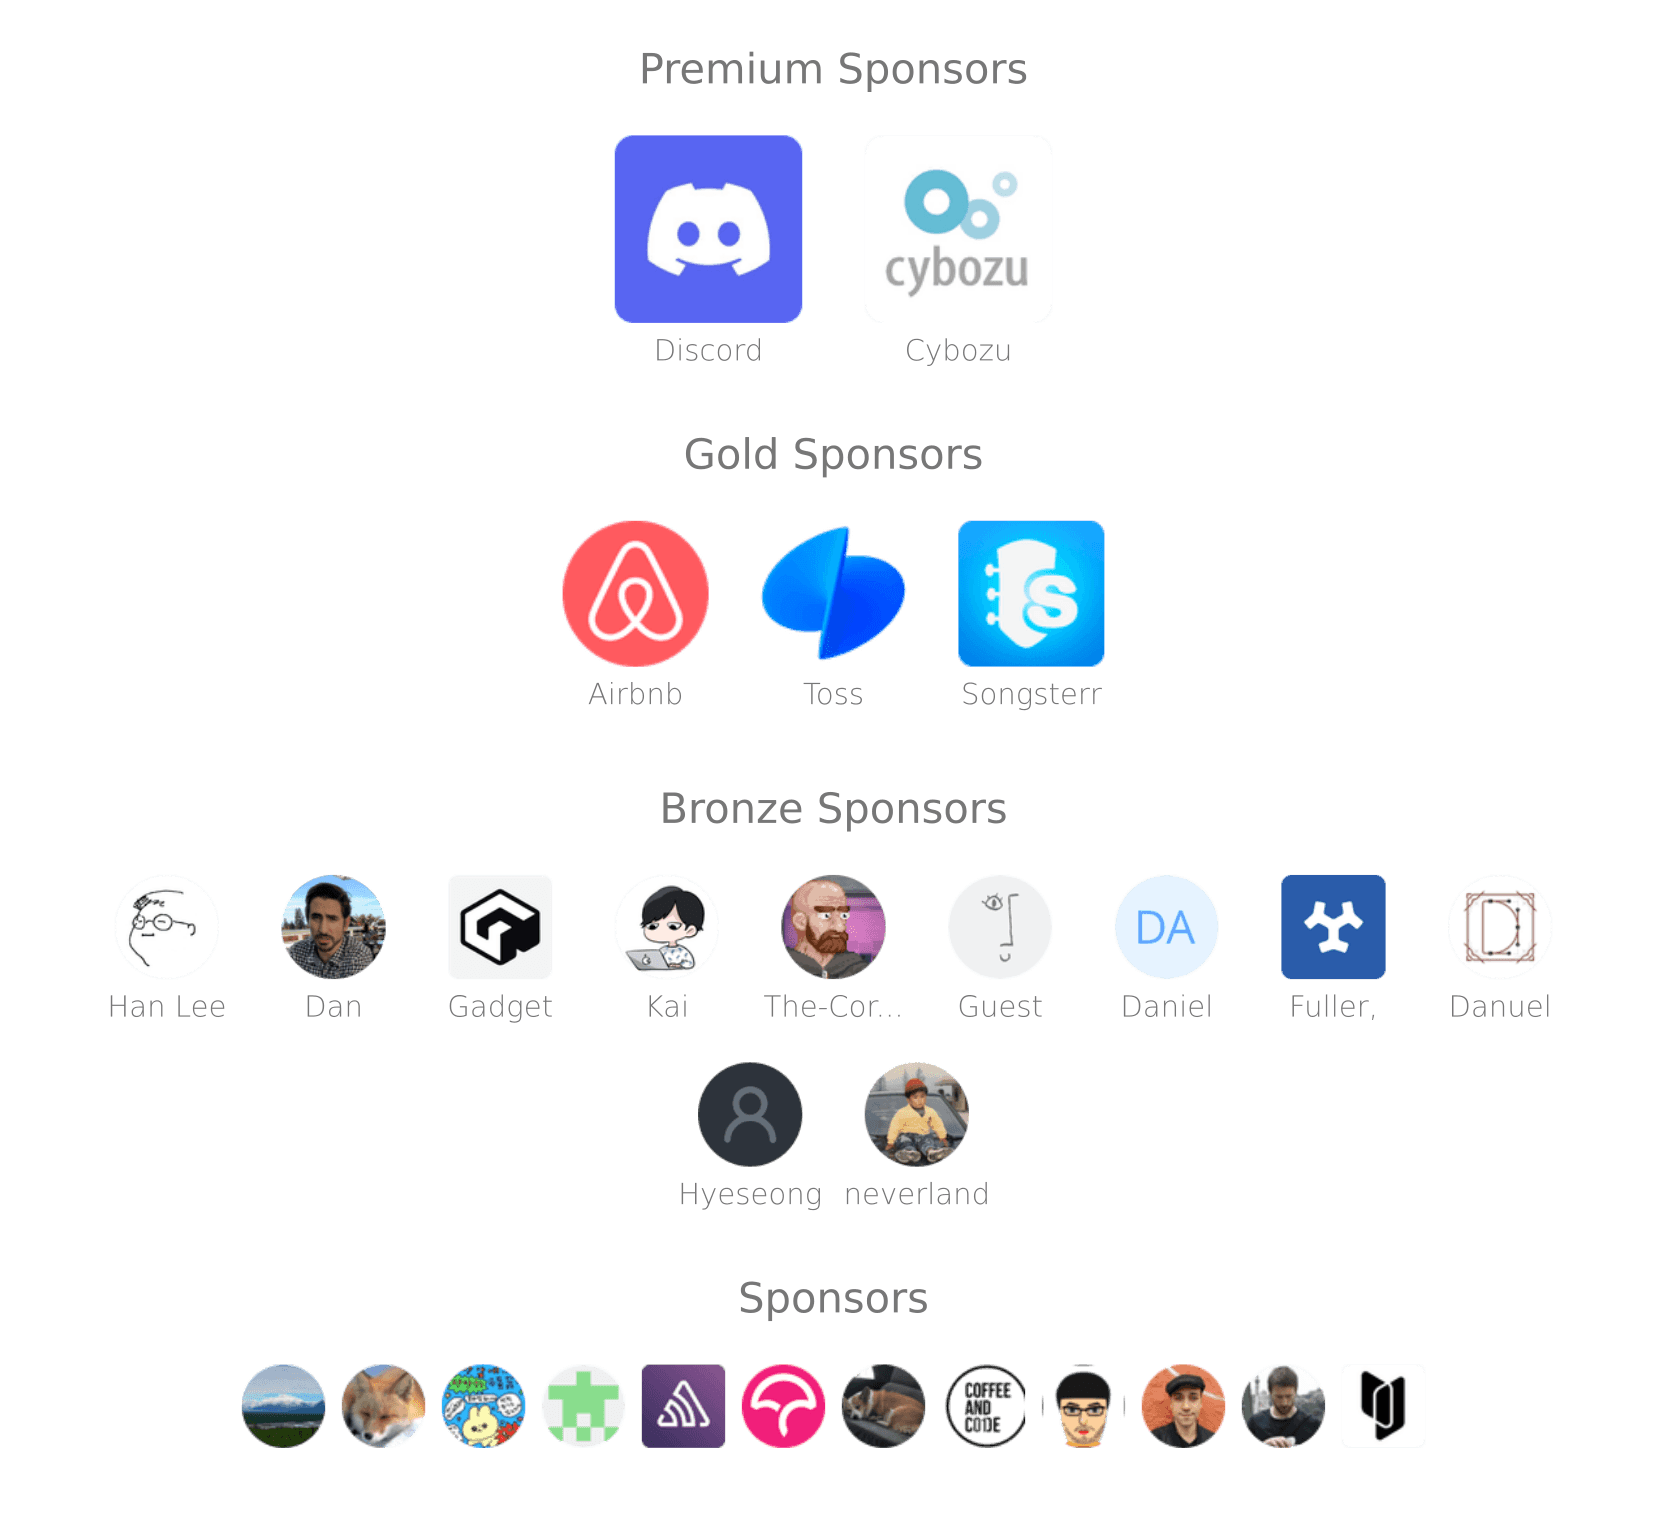 Premium Sponsors
cybozu
Discord Cybozu
Gold Sponsors
S
Airbnb Toss Songsterr
Bronze Sponsors
DA
Han Lee Dan Gadget Kai The-Cor... Guest Daniel Fuller, Danuel
Hyeseong neverland
Sponsors
COFFEE
AND
CODE